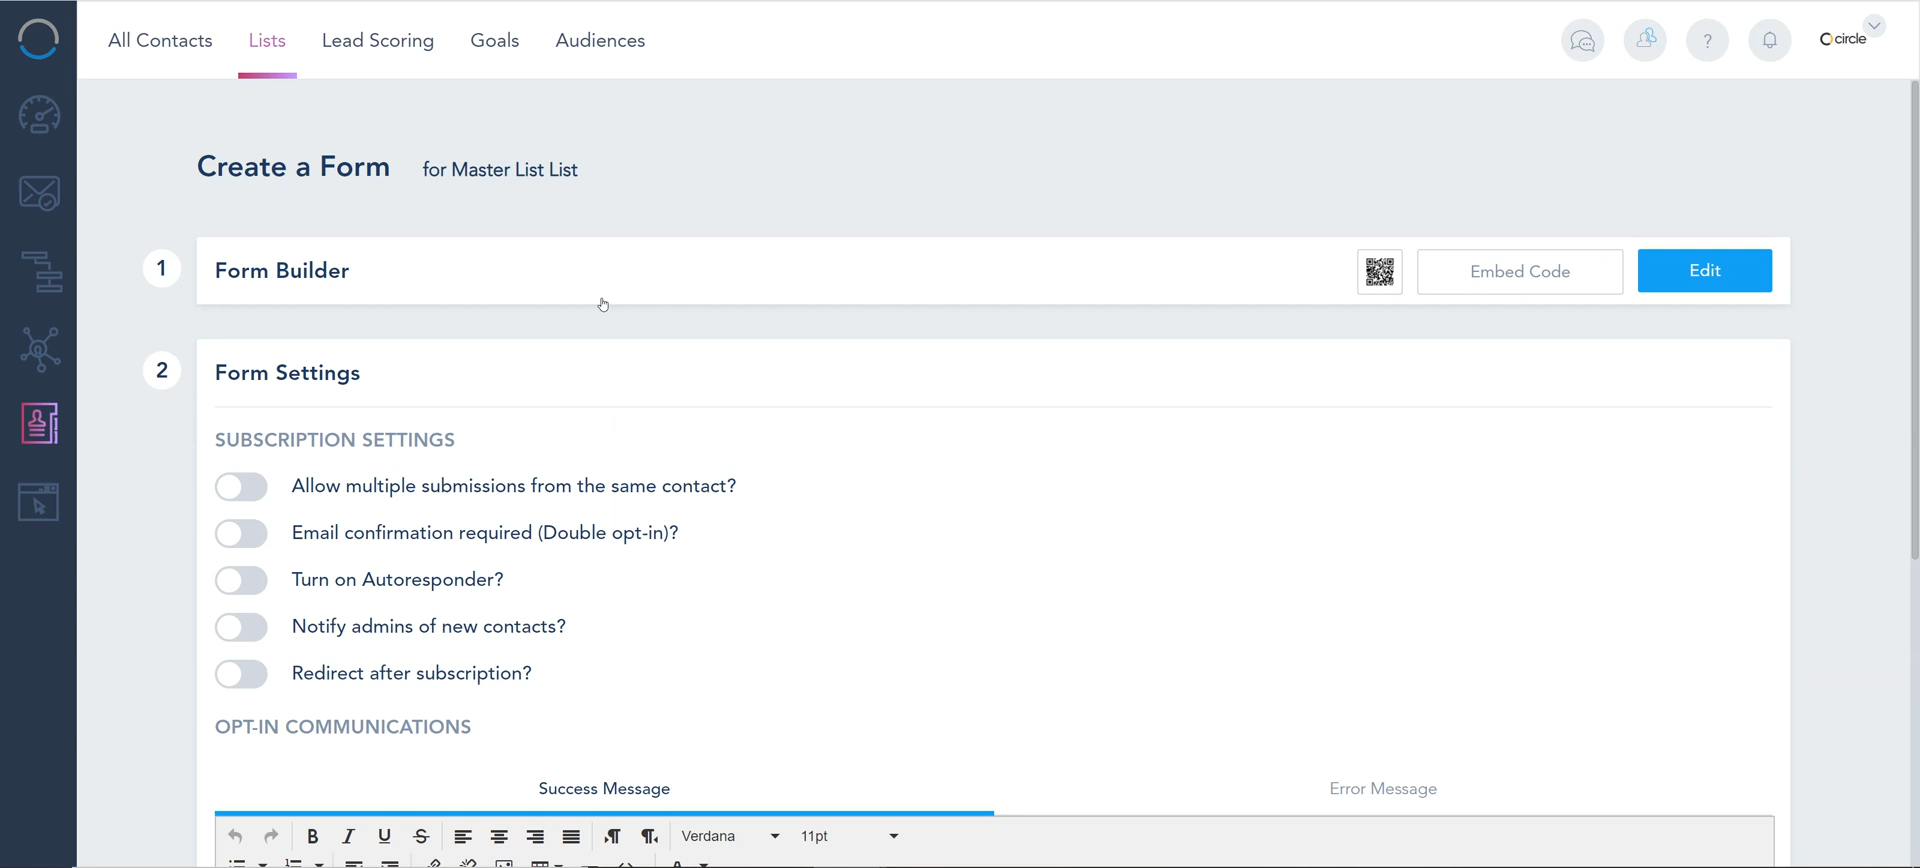 All Contacts Lists Lead Scoring Goals Audiences ? circle
Create a Form for Master List List
1 Form Builder Embed Code Edit
2 Form Settings
SUBSCRIPTION SETTINGS
Allow multiple submissions from the same contact?
Email confirmation required (Double opt-in)?
Turn on Autoresponder?
Notify admins of new contacts?
Redirect after subscription?
OPT-IN COMMUNICATIONS
Success Message Error Message
B I U S Verdana 11pt